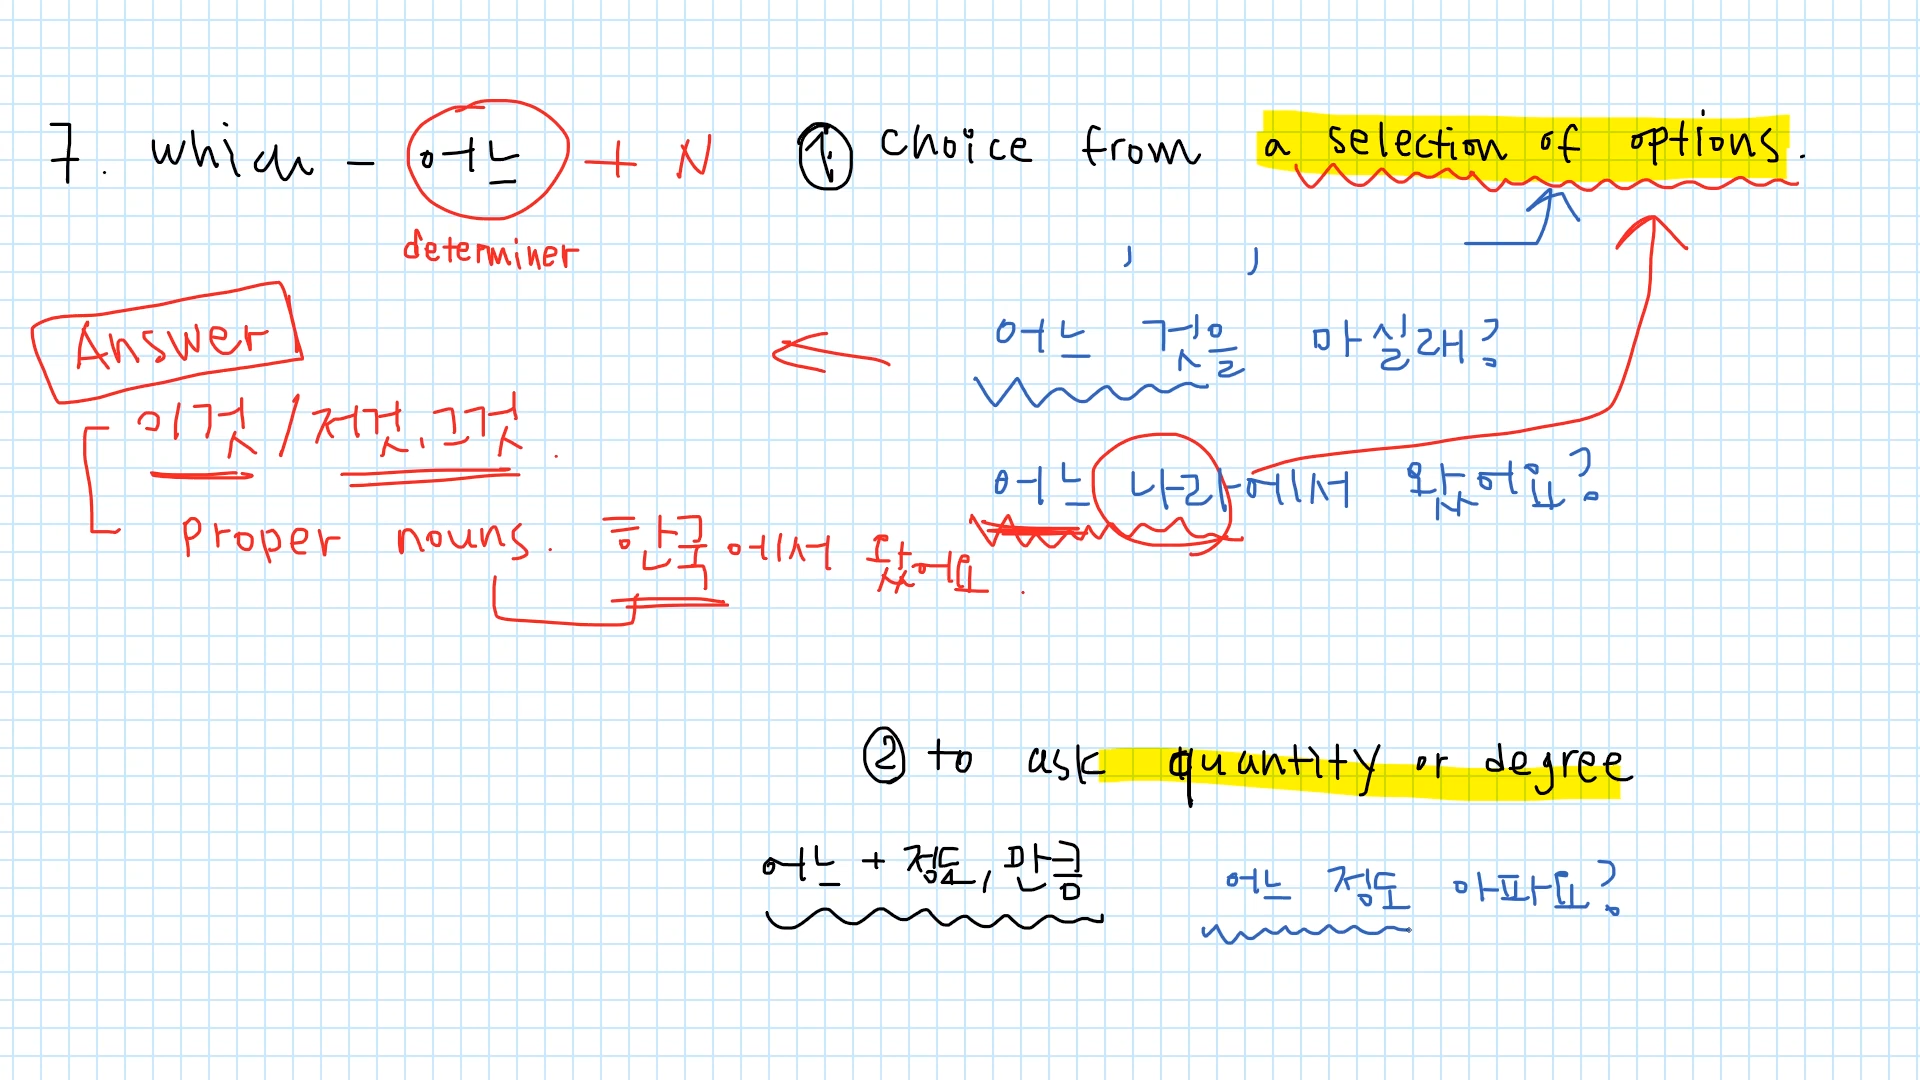 7. which - 어느 + N
determiner
① choice from a selection of options.
, ,
어느 것을 마실래?
어느 나라에서 왔어요?
Answer
이것 / 저것, 그것.
proper nouns. 한국에서 왔어요.
② to ask quantity or degree
어느 + 정도, 만큼
어느 정도 아파요?